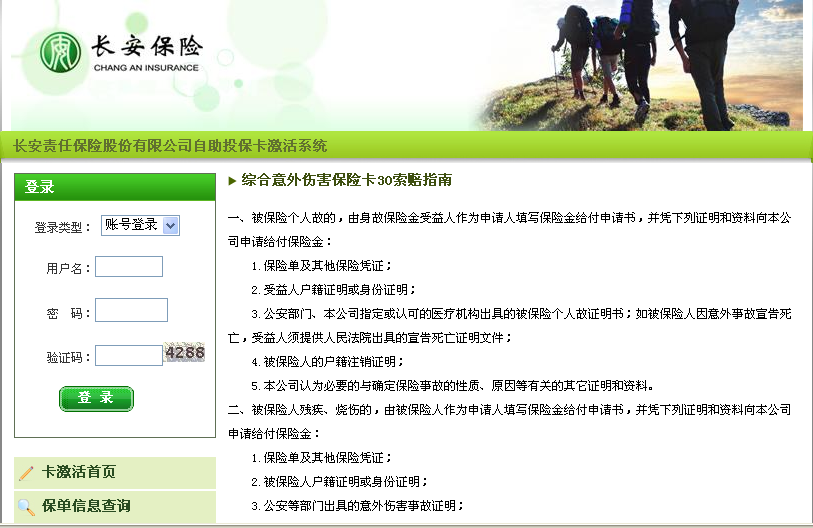 长安保险
CHANG AN INSURANCE
长安责任保险股份有限公司自助投保卡激活系统
登录
登录类型：
账号登录
用户名：
密 码：
验证码：
4288
登 录
卡激活首页
保单信息查询
综合意外伤害保险卡30索赔指南
一、被保险个人故的，由身故保险金受益人作为申请人填写保险金给付申请书，并凭下列证明和资料向本公
司申请给付保险金：
1.保险单及其他保险凭证；
2.受益人户籍证明或身份证明；
3.公安部门、本公司指定或认可的医疗机构出具的被保险个人故证明书；如被保险人因意外事故宣告死
亡，受益人须提供人民法院出具的宣告死亡证明文件；
4.被保险人的户籍注销证明；
5.本公司认为必要的与确定保险事故的性质、原因等有关的其它证明和资料。
二、被保险人残疾、烧伤的，由被保险人作为申请人填写保险金给付申请书，并凭下列证明和资料向本公司
申请给付保险金：
1.保险单及其他保险凭证；
2.被保险人户籍证明或身份证明；
3.公安等部门出具的意外伤害事故证明；